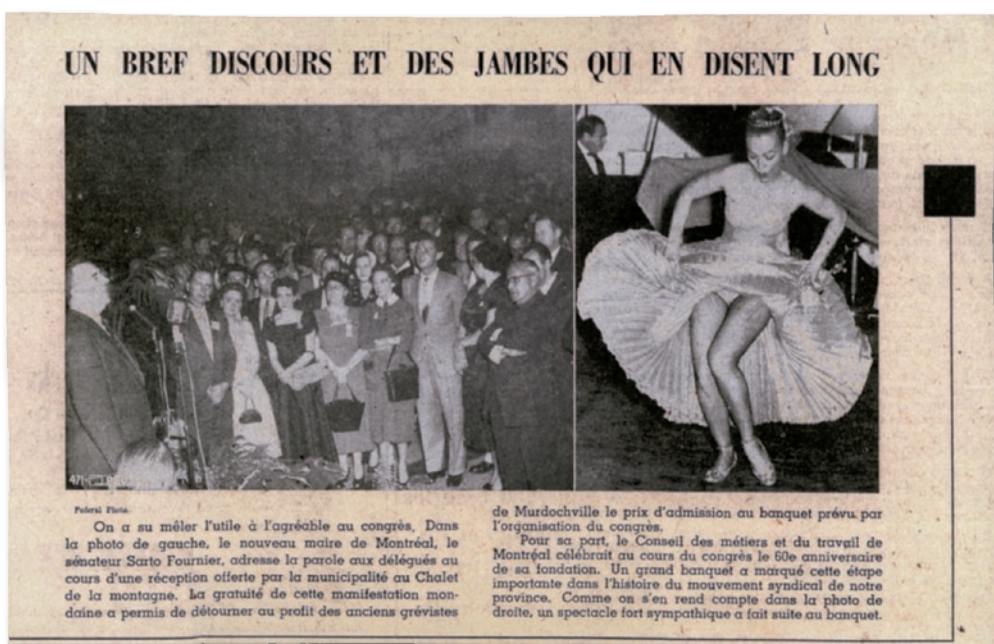 UN BREF DISCOURS ET DES JAMBES QUI EN DISENT LONG
Federal Photo.
On a su mêler l'utile à l'agréable au congrès. Dans
la photo de gauche, le nouveau maire de Montréal, le
sénateur Sarto Fournier, adresse la parole aux délégués au
cours d'une réception offerte par la municipalité au Chalet
de la montagne. La gratuité de cette manifestation mon-
daine a permis de détourner au profit des anciens grévistes
de Murdochville le prix d'admission au banquet prévu par
l'organisation du congrès.
Pour sa part, le Conseil des métiers et du travail de
Montréal célébrait au cours du congrès le 60e anniversaire
de sa fondation. Un grand banquet a marqué cette étape
importante dans l'histoire du mouvement syndical de notre
province. Comme on s'en rend compte dans la photo de
droite, un spectacle fort sympathique a fait suite au banquet.